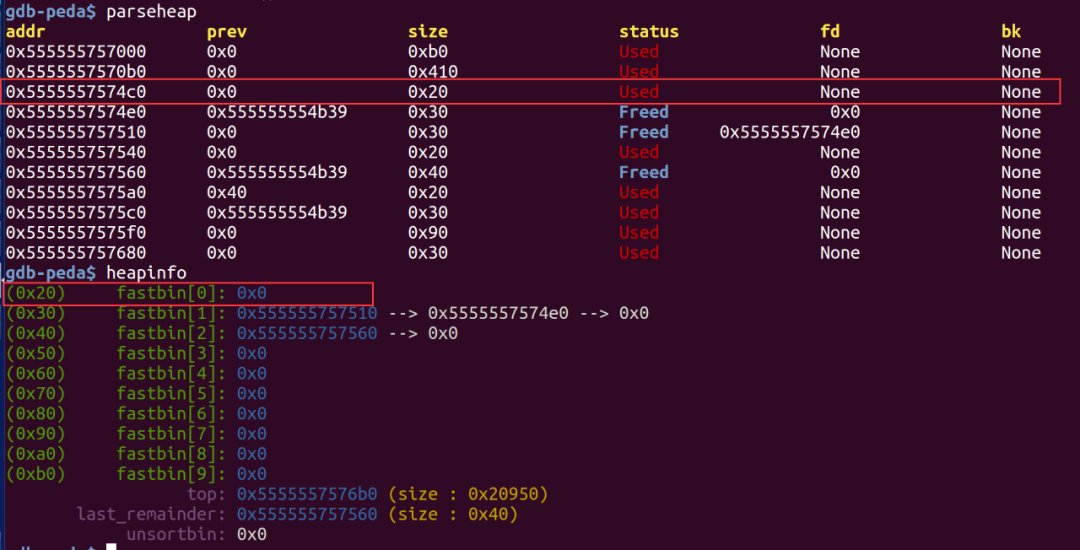 gdb-peda$ parseheap
addr prev size status fd bk
0x555555757000 0x0 0xb0 Used None None
0x5555557570b0 0x0 0x410 Used None None
0x5555557574c0 0x0 0x20 Used None None
0x5555557574e0 0x555555554b39 0x30 Freed 0x0 None
0x555555757510 0x0 0x30 Freed 0x5555557574e0 None
0x555555757540 0x0 0x20 Used None None
0x555555757560 0x555555554b39 0x40 Freed 0x0 None
0x5555557575a0 0x40 0x20 Used None None
0x5555557575c0 0x555555554b39 0x30 Used None None
0x5555557575f0 0x0 0x90 Used None None
0x555555757680 0x0 0x30 Used None None
gdb-peda$ heapinfo
(0x20) fastbin[0]: 0x0
(0x30) fastbin[1]: 0x555555757510 --> 0x5555557574e0 --> 0x0
(0x40) fastbin[2]: 0x555555757560 --> 0x0
(0x50) fastbin[3]: 0x0
(0x60) fastbin[4]: 0x0
(0x70) fastbin[5]: 0x0
(0x80) fastbin[6]: 0x0
(0x90) fastbin[7]: 0x0
(0xa0) fastbin[8]: 0x0
(0xb0) fastbin[9]: 0x0
top: 0x5555557576b0 (size : 0x20950)
last_remainder: 0x555555757560 (size : 0x40)
unsortbin: 0x0
gdb-peda$